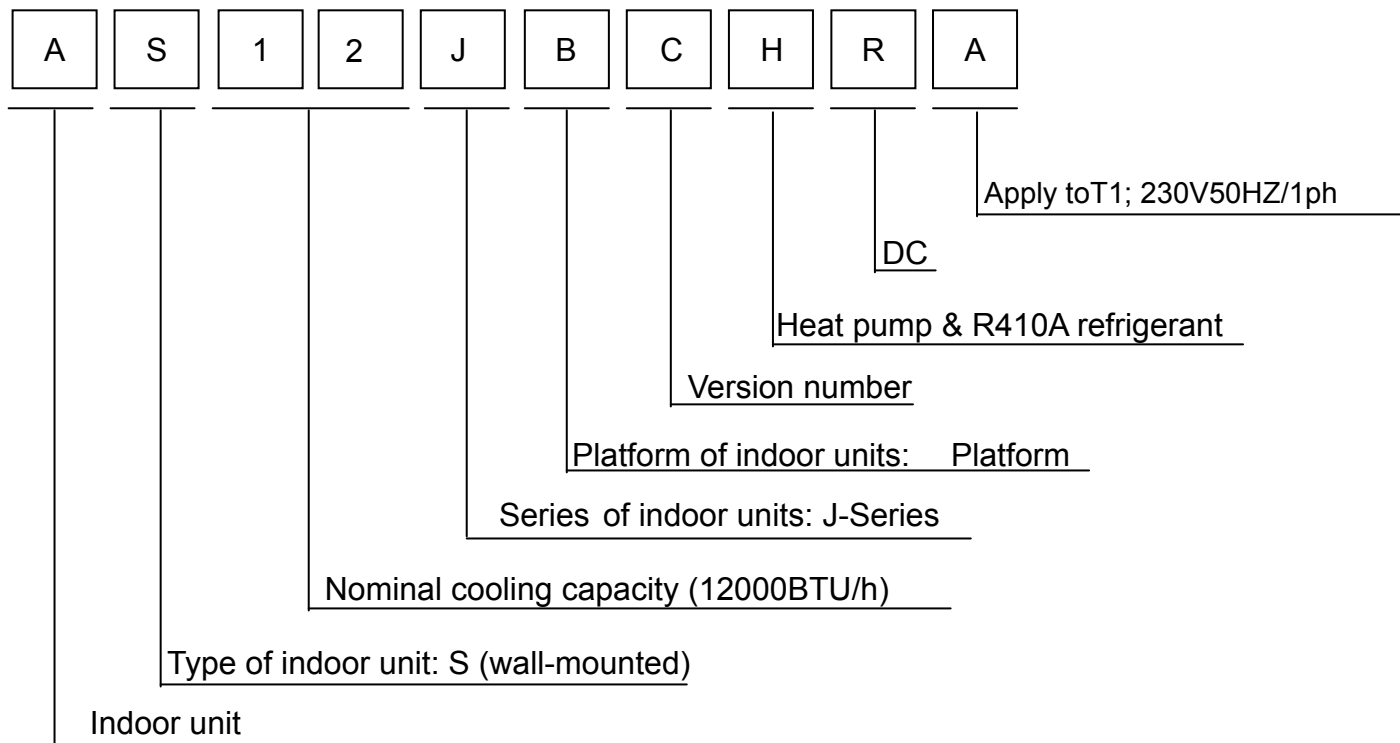 A S 1 2 J B C H R A
Apply toT1; 230V50HZ/1ph
DC
Heat pump & R410A refrigerant
Version number
Platform of indoor units: Platform
Series of indoor units: J-Series
Nominal cooling capacity (12000BTU/h)
Type of indoor unit: S (wall-mounted)
Indoor unit